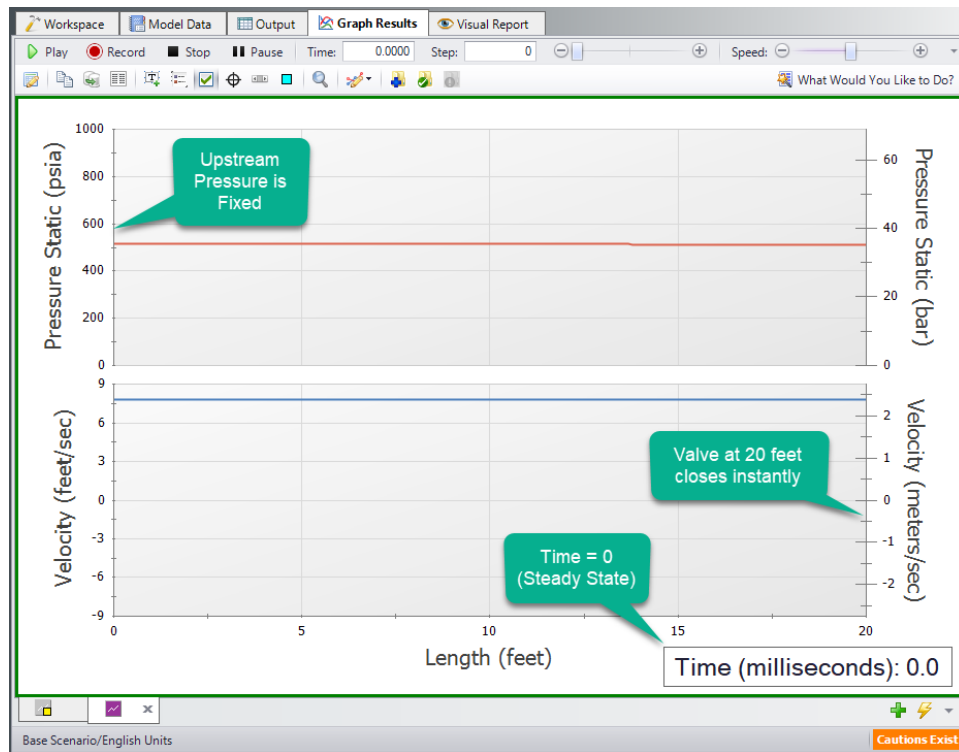 Workspace Model Data Output Graph Results Visual Report
Play Record Stop Pause Time: 0.0000 Step: 0 Speed:
What Would You Like to Do?
Pressure Static (psia)
1000
800
600
400
200
0
Upstream
Pressure is
Fixed
Pressure Static (bar)
60
40
20
0
Velocity (feet/sec)
9
6
3
0
-3
-6
-9
Valve at 20 feet
closes instantly
Velocity (meters/sec)
2
1
0
-1
-2
Time = 0
(Steady State)
0 5 10 15 20
Length (feet)
Time (milliseconds): 0.0
Base Scenario/English Units
Cautions Exist